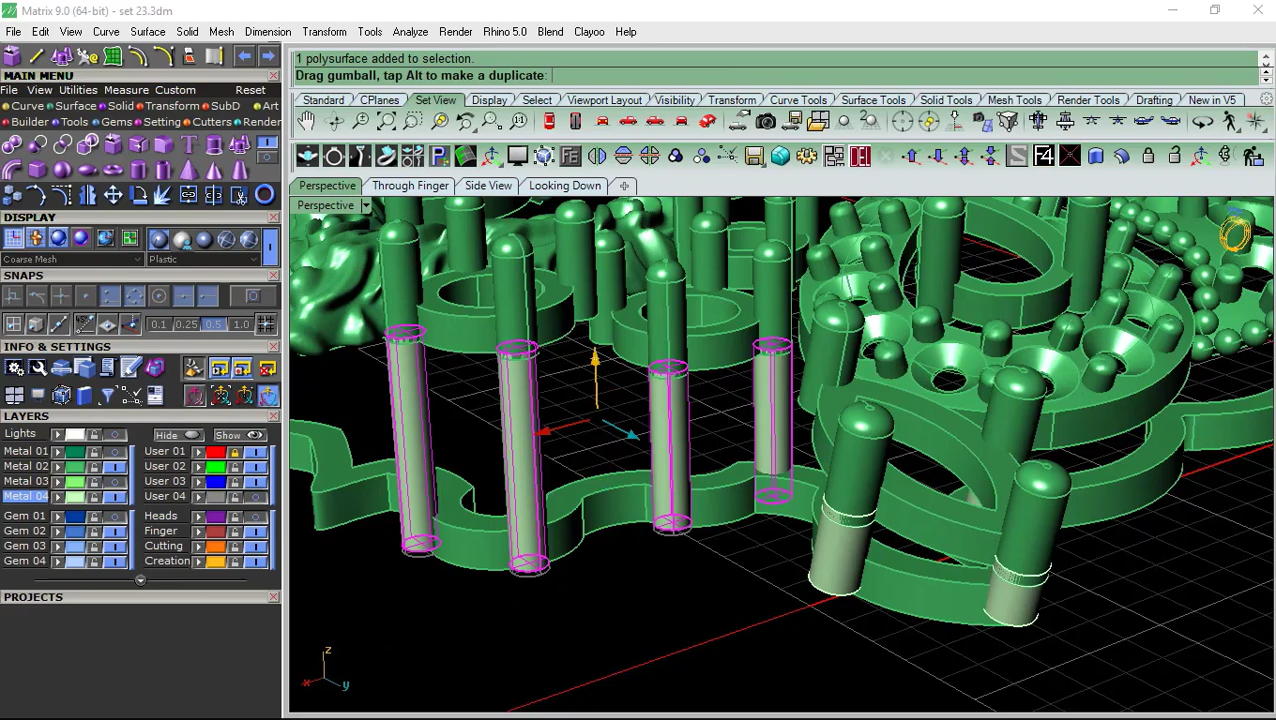 Matrix 9.0 (64-bit) - set 23.3dm
File Edit View Curve Surface Solid Mesh Dimension Transform Tools Analyze Render Rhino 5.0 Blend Clayoo Help
1 polysurface added to selection.
Drag gumball, tap Alt to make a duplicate:
MAIN MENU
File View Measure Custom Reset
Curve Surface Solid Transform SubD Art
Builder Tools Gems Setting Cutters Render
Standard CPlanes Set View Display Select Viewport Layout Visibility Transform Curve Tools Surface Tools Solid Tools Mesh Tools Render Tools Drafting New in V5
Perspective Through Finger Side View Looking Down
Perspective
DISPLAY
Coarse Mesh Plastic
SNAPS
0.1 0.25 0.5 1.0
INFO & SETTINGS
LAYERS
Lights Hide Show
Metal 01 User 01
Metal 02 User 02
Metal 03 User 03
Metal 04 User 04
Gem 01 Heads
Gem 02 Finger
Gem 03 Cutting
Gem 04 Creation
PROJECTS
z
x y